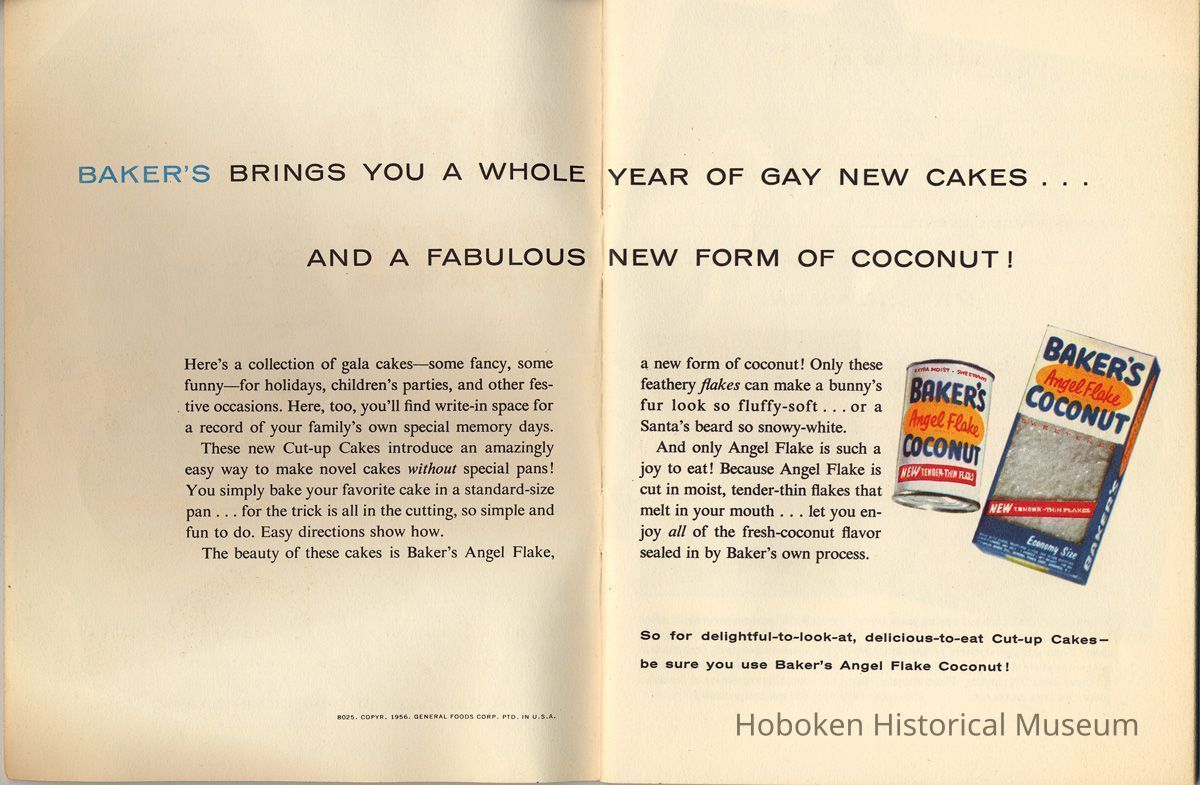 BAKER'S BRINGS YOU A WHOLE YEAR OF GAY NEW CAKES . . .
AND A FABULOUS NEW FORM OF COCONUT!
Here's a collection of gala cakes—some fancy, some
funny—for holidays, children's parties, and other fes-
tive occasions. Here, too, you'll find write-in space for
a record of your family's own special memory days.
These new Cut-up Cakes introduce an amazingly
easy way to make novel cakes without special pans!
You simply bake your favorite cake in a standard-size
pan . . . for the trick is all in the cutting, so simple and
fun to do. Easy directions show how.
The beauty of these cakes is Baker's Angel Flake,
8025. COPYR. 1956. GENERAL FOODS CORP. PTD. IN U.S.A.
a new form of coconut! Only these
feathery flakes can make a bunny's
fur look so fluffy-soft . . . or a
Santa's beard so snowy-white.
And only Angel Flake is such a
joy to eat! Because Angel Flake is
cut in moist, tender-thin flakes that
melt in your mouth . . . let you en-
joy all of the fresh-coconut flavor
sealed in by Baker's own process.
EXTRA MOIST
BAKER'S
Angel Flake
COCONUT
NEW TENDER-THIN FLAKES
BAKER'S
Angel Flake
COCONUT
NEW TENDER-THIN FLAKES
Economy Size
BAKER'S
So for delightful-to-look-at, delicious-to-eat Cut-up Cakes—
be sure you use Baker's Angel Flake Coconut!
Hoboken Historical Museum